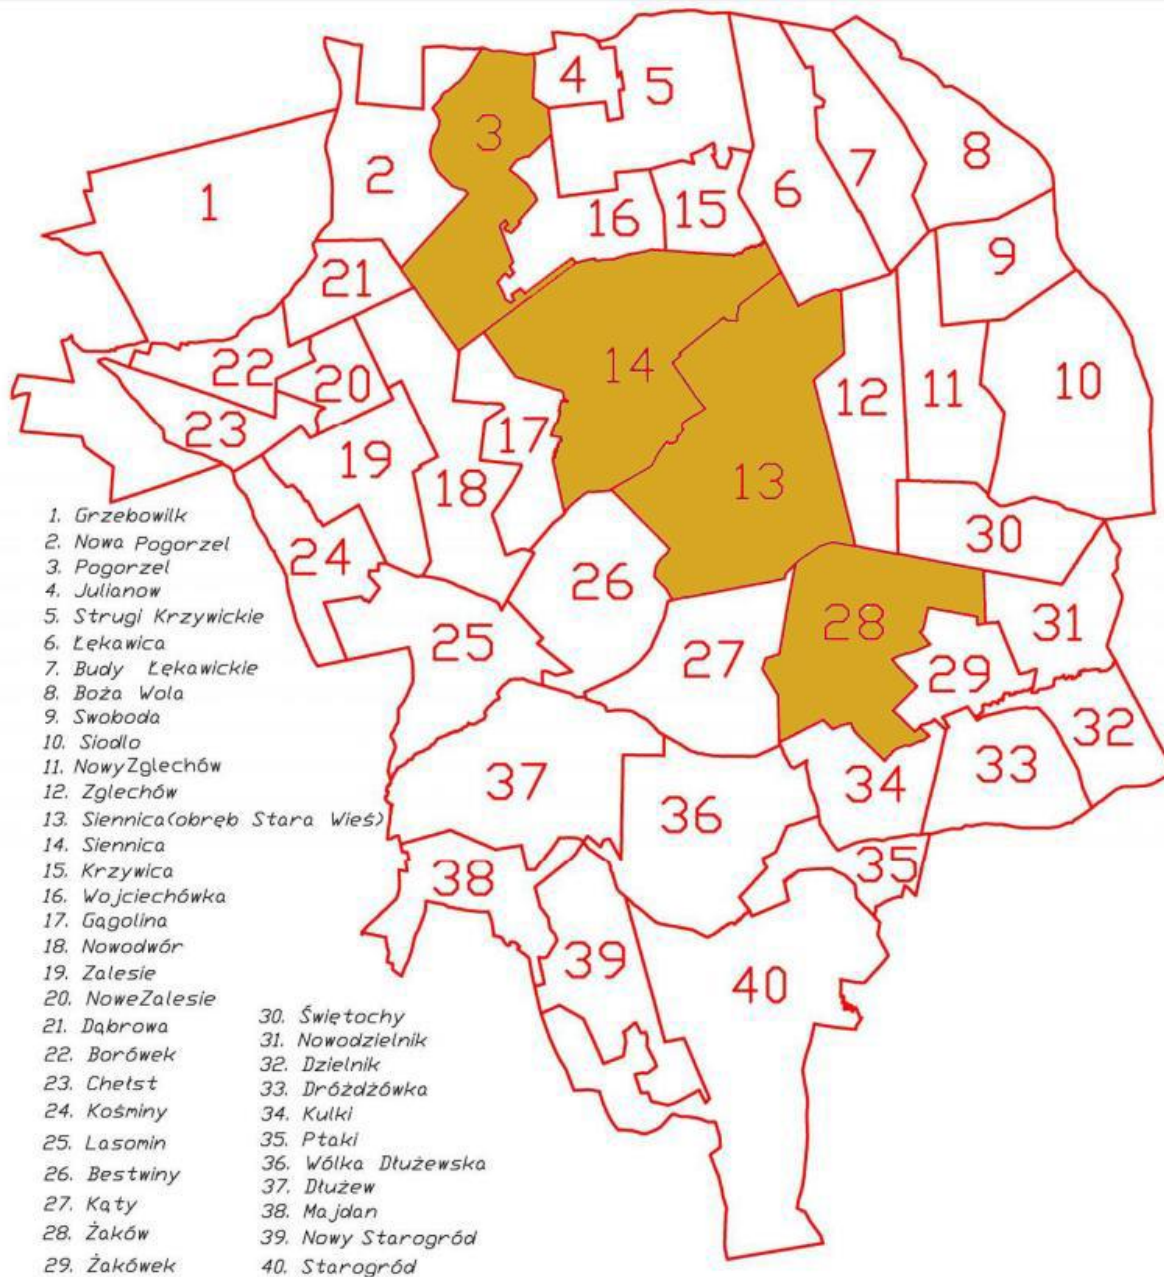 1
2
3
4
5
6
7
8
9
10
11
12
13
14
15
16
17
18
19
20
21
22
23
24
25
26
27
28
29
30
31
32
33
34
35
36
37
38
39
40
1. Grzebowilk
2. Nowa Pogorzel
3. Pogorzel
4. Julianow
5. Strugi Krzywickie
6. Łękawica
7. Budy Łękawickie
8. Boża Wola
9. Swoboda
10. Siodło
11. NowyZglechów
12. Zglechów
13. Siennica(obręb Stara Wieś)
14. Siennica
15. Krzywica
16. Wojciechówka
17. Gągolina
18. Nowodwór
19. Zalesie
20. NoweZalesie
21. Dąbrowa
22. Borówek
23. Chełst
24. Kośminy
25. Lasomin
26. Bestwiny
27. Kąty
28. Żaków
29. Żakówek
30. Świętochy
31. Nowodzielnik
32. Dzielnik
33. Dróżdżówka
34. Kulki
35. Ptaki
36. Wólka Dłużewska
37. Dłużew
38. Majdan
39. Nowy Starogród
40. Starogród